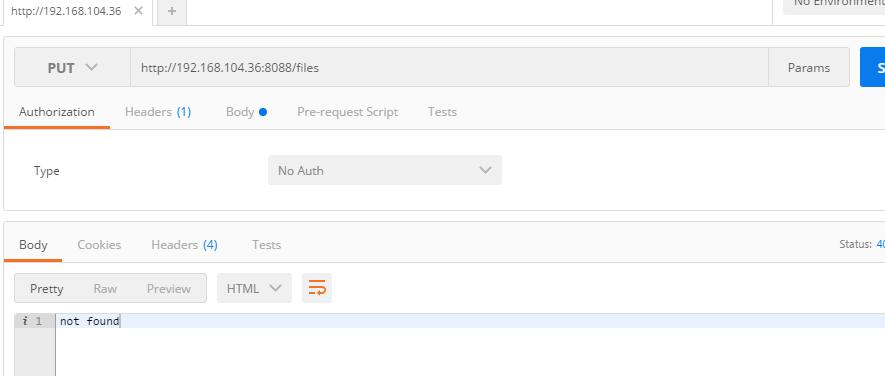 http://192.168.104.36
No Environment
PUT http://192.168.104.36:8088/files Params S
Authorization Headers (1) Body Pre-request Script Tests
Type No Auth
Body Cookies Headers (4) Tests Status: 40
Pretty Raw Preview HTML
i 1 not found